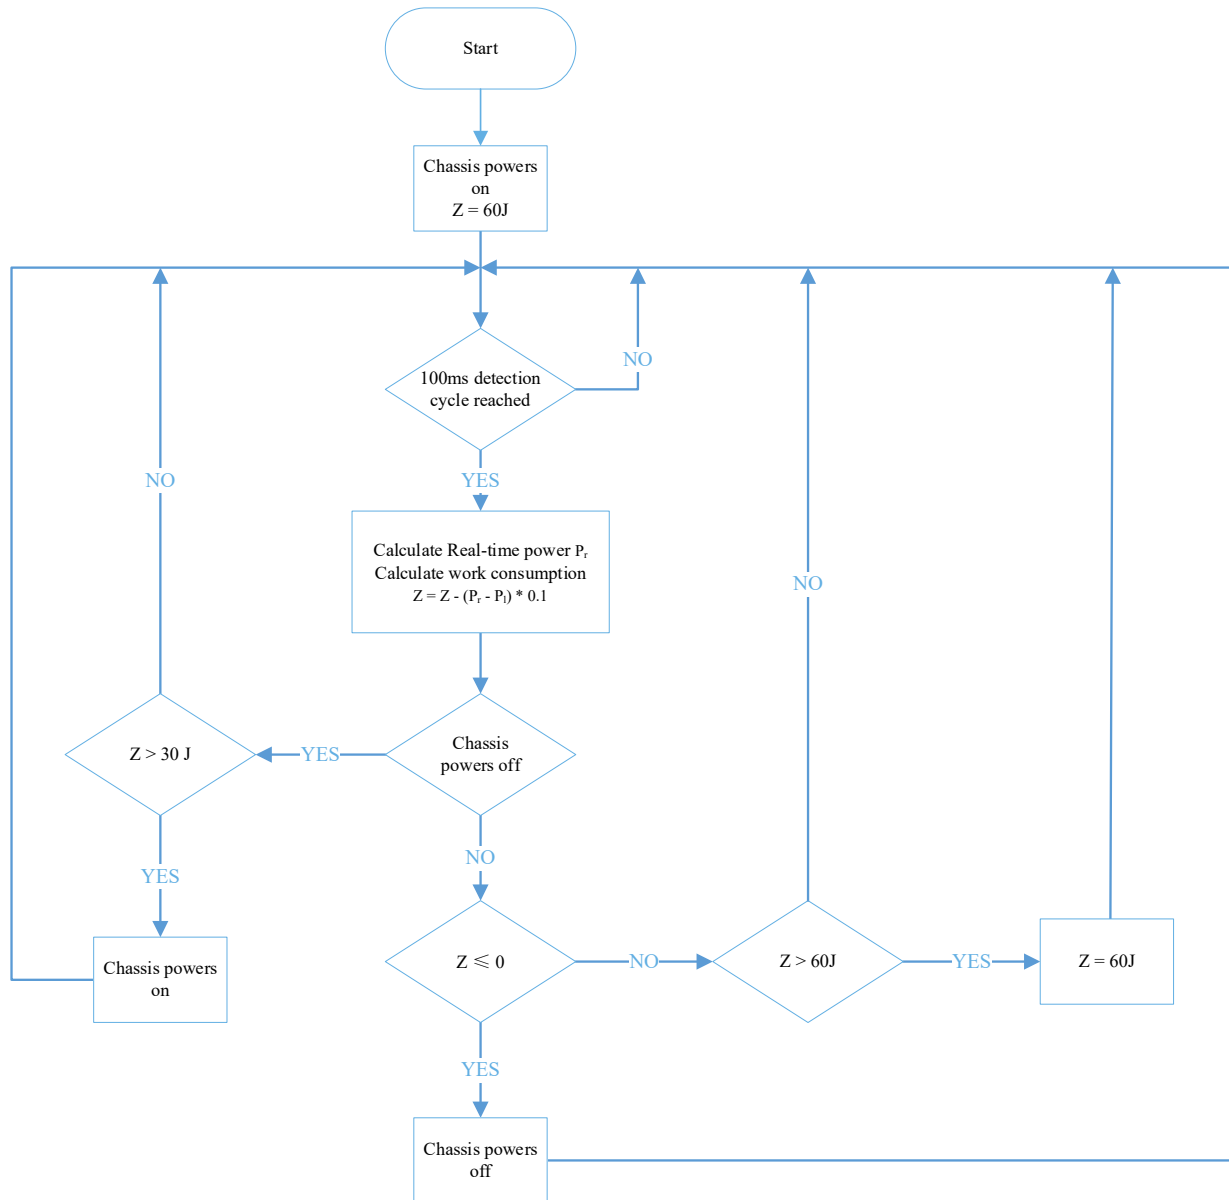 Start
Chassis powers
on
Z = 60J
NO
100ms detection
cycle reached
YES
NO
Calculate Real-time power Pᵣ
Calculate work consumption
Z = Z - (Pᵣ - Pₗ) * 0.1
NO
Z > 30 J
YES
Chassis
powers off
NO
YES
Chassis powers
on
Z ⩽ 0
NO
Z > 60J
YES
Z = 60J
YES
Chassis powers
off